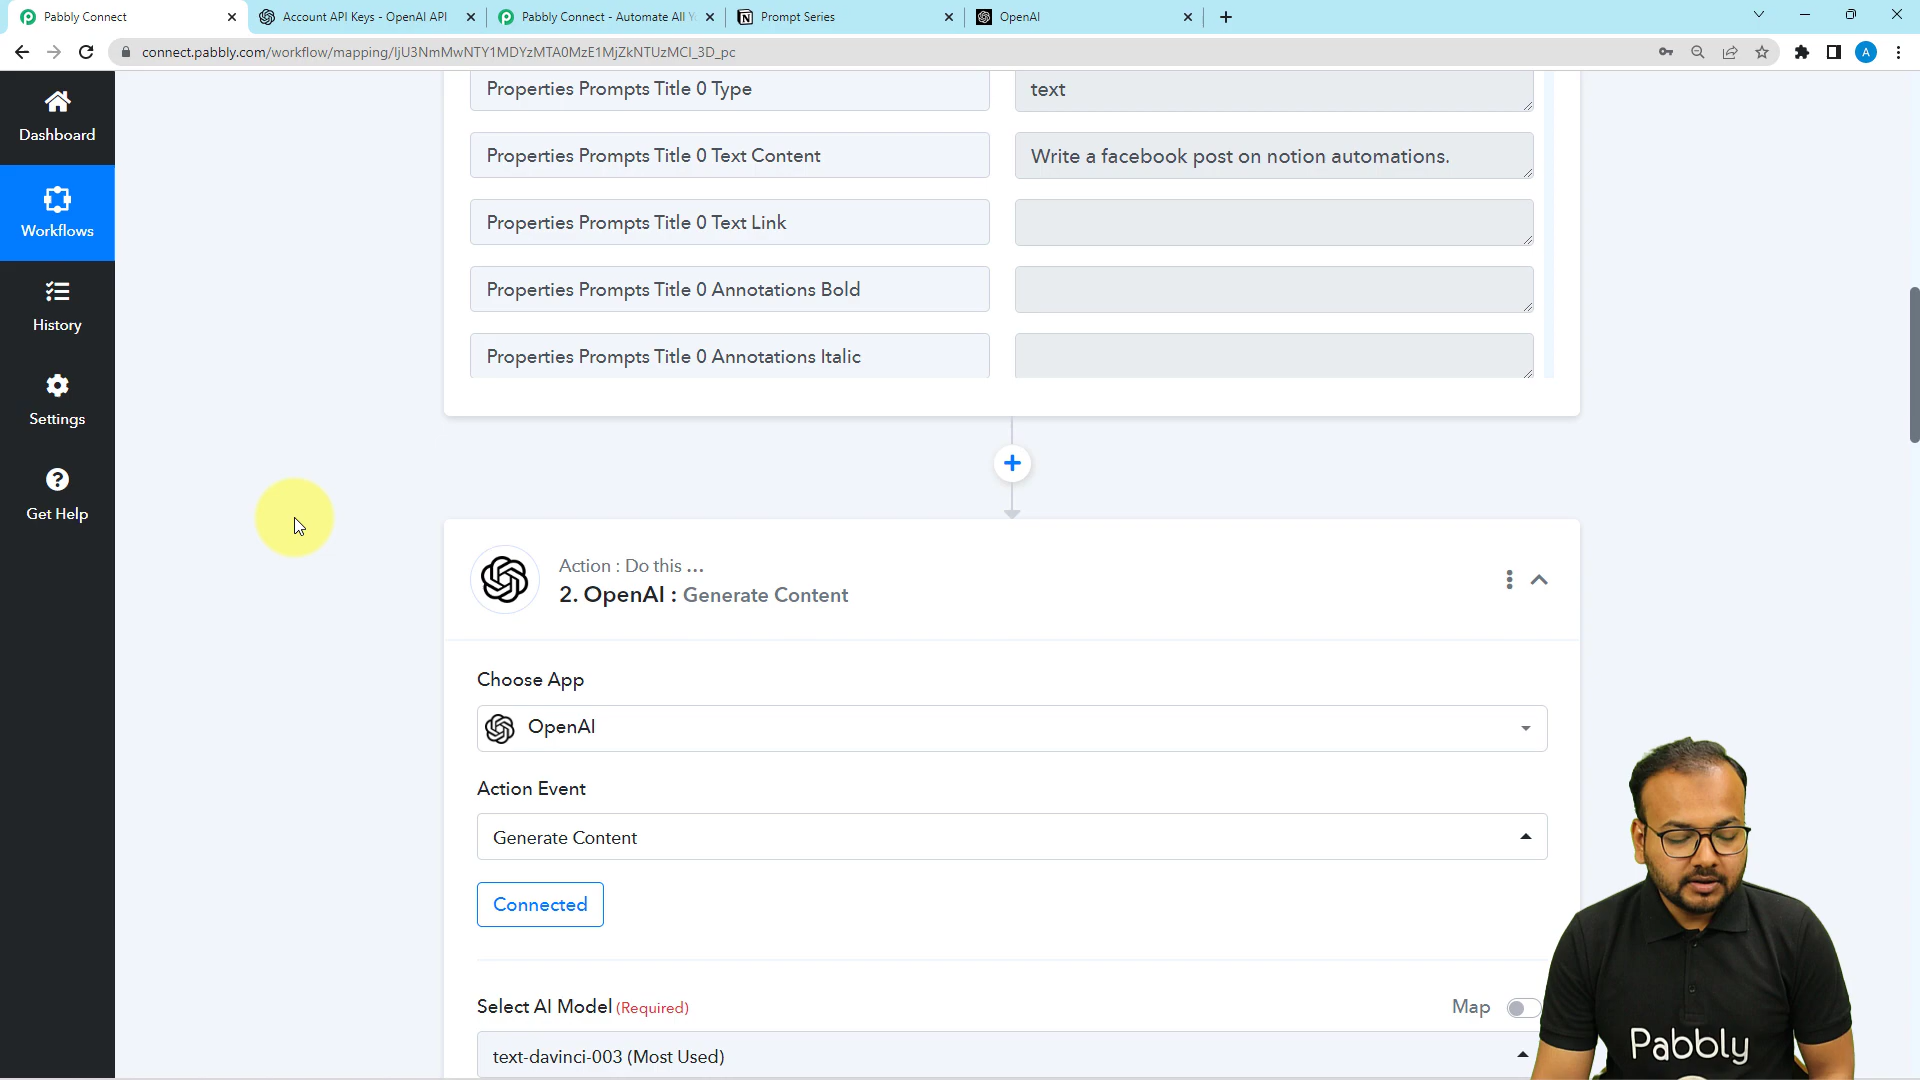 Pabbly Connect
Account API Keys - OpenAI API
Pabbly Connect - Automate All Y
Prompt Series
OpenAI
connect.pabbly.com/workflow/mapping/IjU3NmMwNTY1MDYzMTA0MzE1MjZkNTUzMCI_3D_pc
A
Dashboard
Workflows
History
Settings
Get Help
Properties Prompts Title 0 Type
text
Properties Prompts Title 0 Text Content
Write a facebook post on notion automations.
Properties Prompts Title 0 Text Link
Properties Prompts Title 0 Annotations Bold
Properties Prompts Title 0 Annotations Italic
Action : Do this ...
2. OpenAI : Generate Content
Choose App
OpenAI
Action Event
Generate Content
Connected
Select AI Model (Required)
Map
text-davinci-003 (Most Used)
Pabbly